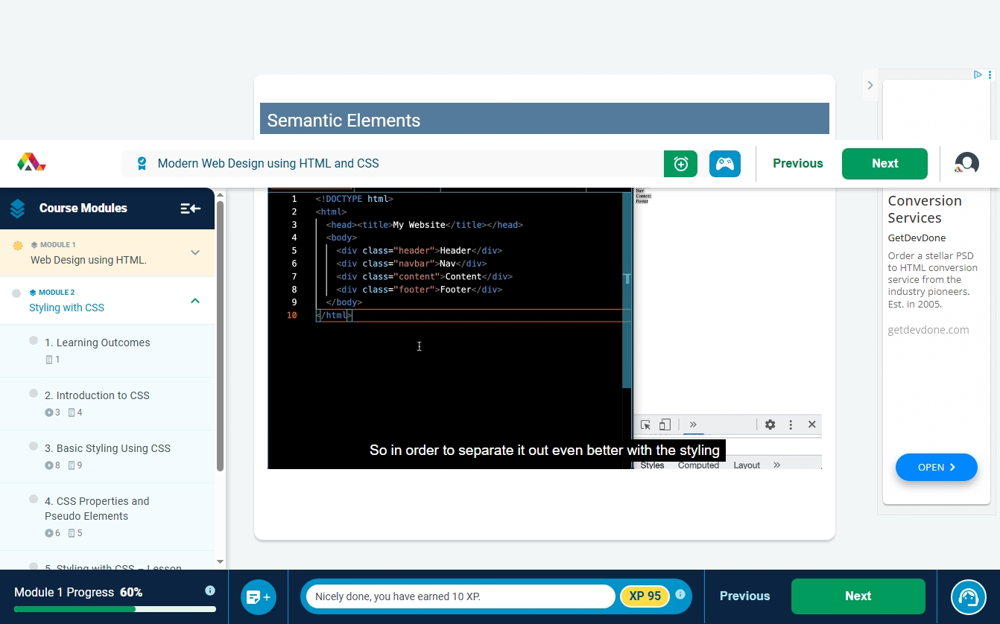 Semantic Elements
Modern Web Design using HTML and CSS
Previous
Next
Course Modules
MODULE 1
Web Design using HTML.
MODULE 2
Styling with CSS
1. Learning Outcomes
1
2. Introduction to CSS
3 4
3. Basic Styling Using CSS
8 9
4. CSS Properties and
Pseudo Elements
6 5
5. Styling with CSS – Lesson
1 <!DOCTYPE html>
2 <html>
3 <head><title>My Website</title></head>
4 <body>
5 <div class="header">Header</div>
6 <div class="navbar">Nav</div>
7 <div class="content">Content</div>
8 <div class="footer">Footer</div>
9 </body>
10 </html>
Nav
Content
Footer
So in order to separate it out even better with the styling
Styles Computed Layout
Conversion
Services
GetDevDone
Order a stellar PSD
to HTML conversion
service from the
industry pioneers.
Est. in 2005.
getdevdone.com
OPEN
Module 1 Progress 60%
Nicely done, you have earned 10 XP.
XP 95
Previous
Next